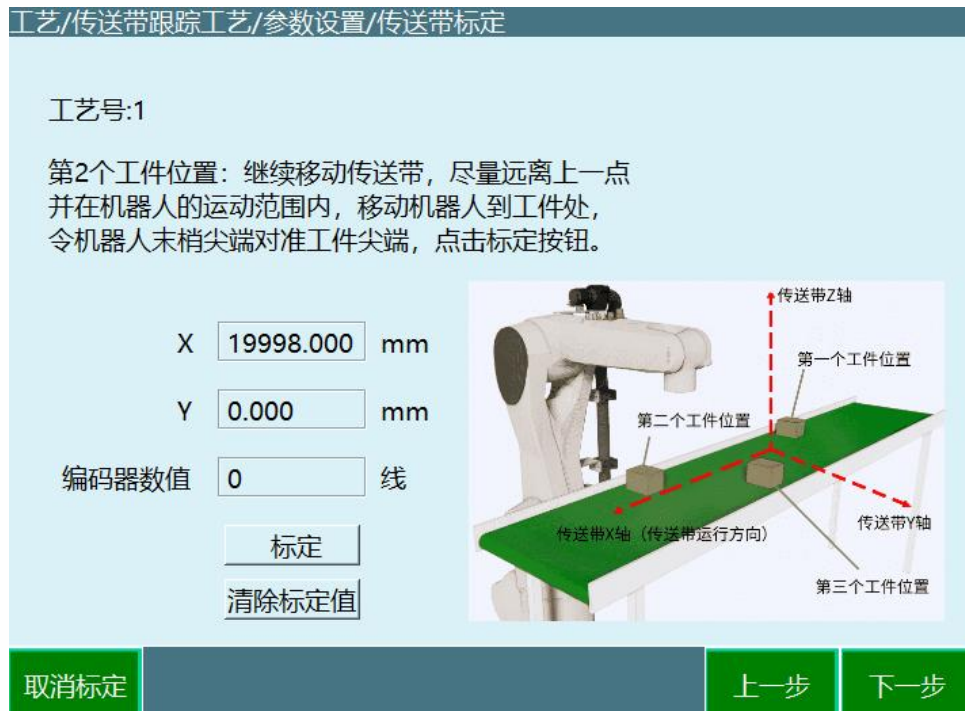 工艺/传送带跟踪工艺/参数设置/传送带标定
工艺号:1
第2个工件位置：继续移动传送带，尽量远离上一点
并在机器人的运动范围内，移动机器人到工件处，
令机器人末梢尖端对准工件尖端，点击标定按钮。
X 19998.000 mm
Y 0.000 mm
编码器数值 0 线
标定
清除标定值
传送带Z轴
第一个工件位置
第二个工件位置
传送带X轴（传送带运行方向）
传送带Y轴
第三个工件位置
取消标定
上一步
下一步